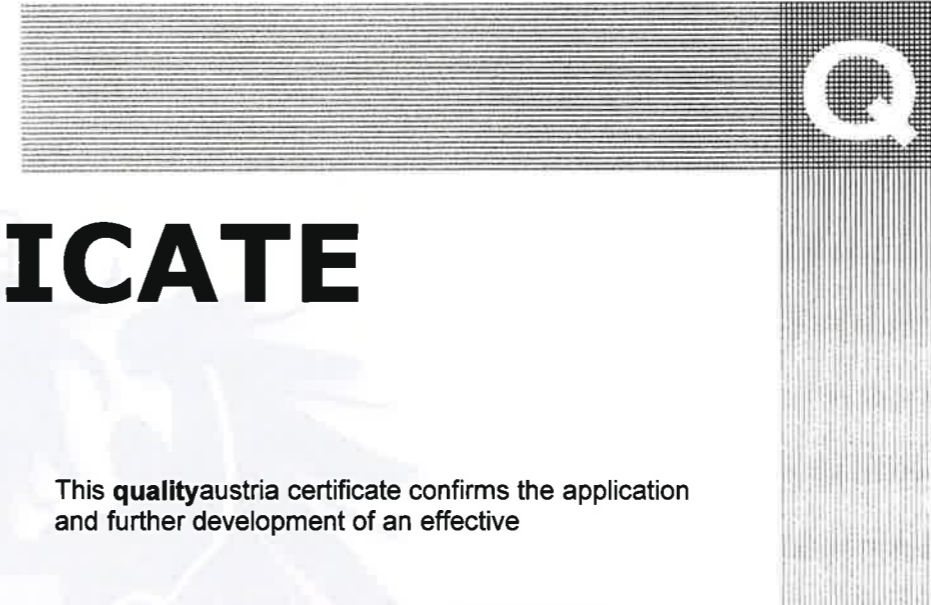 Q
ICATE
This qualityaustria certificate confirms the application
and further development of an effective